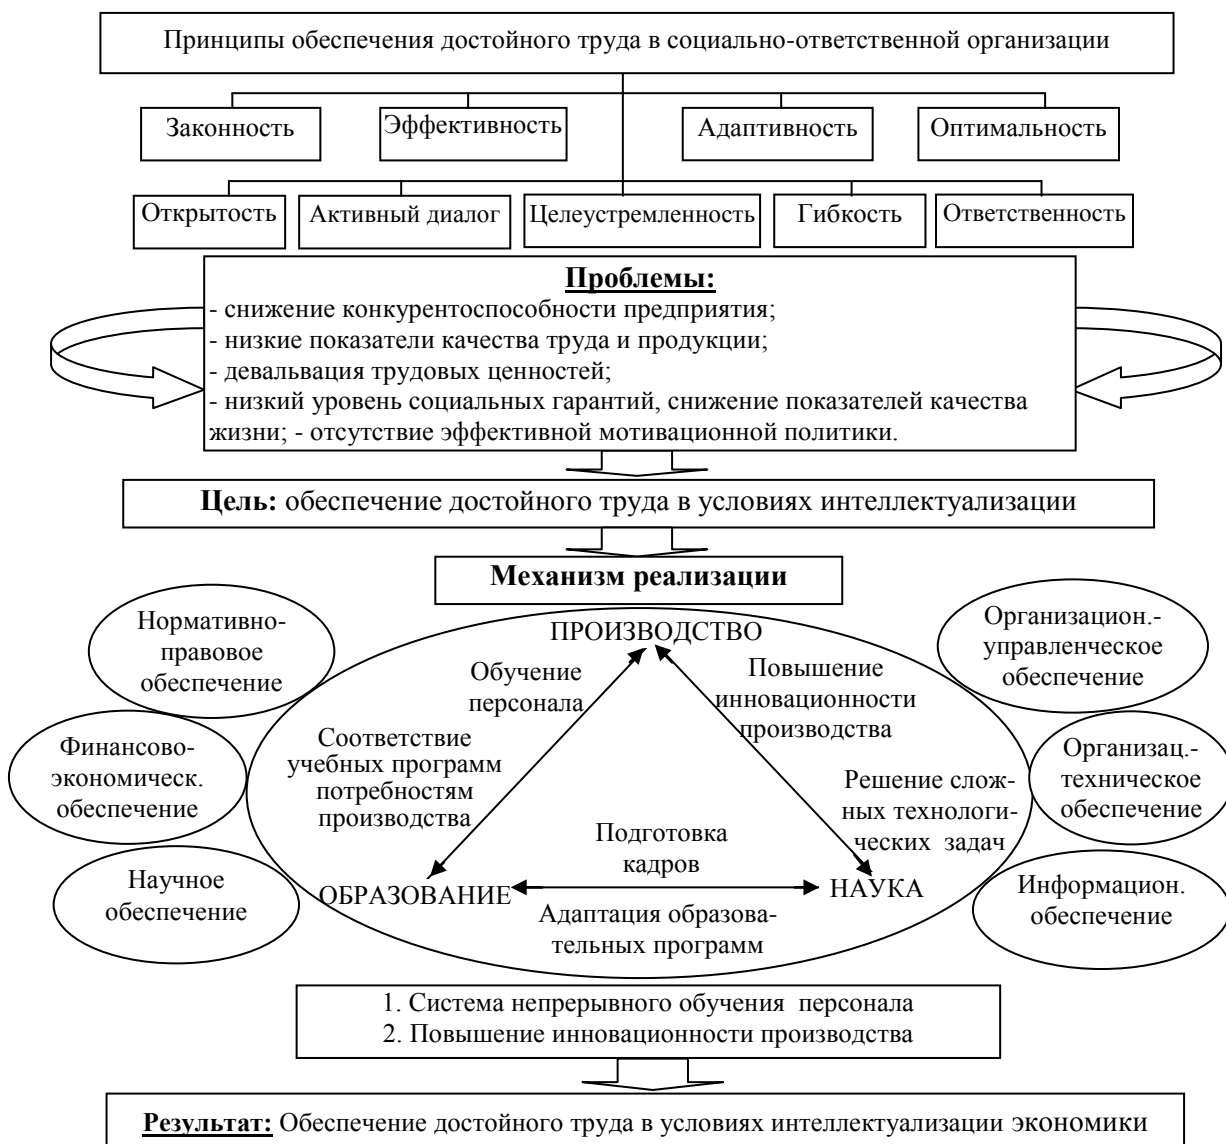 Принципы обеспечения достойного труда в социально-ответственной организации
Законность
Эффективность
Адаптивность
Оптимальность
Открытость
Активный диалог
Целеустремленность
Гибкость
Ответственность
Проблемы:
- снижение конкурентоспособности предприятия;
- низкие показатели качества труда и продукции;
- девальвация трудовых ценностей;
- низкий уровень социальных гарантий, снижение показателей качества
жизни; - отсутствие эффективной мотивационной политики.
Цель: обеспечение достойного труда в условиях интеллектуализации
Механизм реализации
Нормативно-
правовое
обеспечение
Финансово-
экономическ.
обеспечение
Научное
обеспечение
ПРОИЗВОДСТВО
Обучение
персонала
Соответствие
учебных программ
потребностям
производства
Повышение
инновационности
производства
Решение слож-
ных технологи-
ческих задач
Подготовка
кадров
ОБРАЗОВАНИЕ
НАУКА
Адаптация образова-
тельных программ
Организацион.-
управленческое
обеспечение
Организац.-
техническое
обеспечение
Информацион.
обеспечение
1. Система непрерывного обучения персонала
2. Повышение инновационности производства
Результат: Обеспечение достойного труда в условиях интеллектуализации экономики